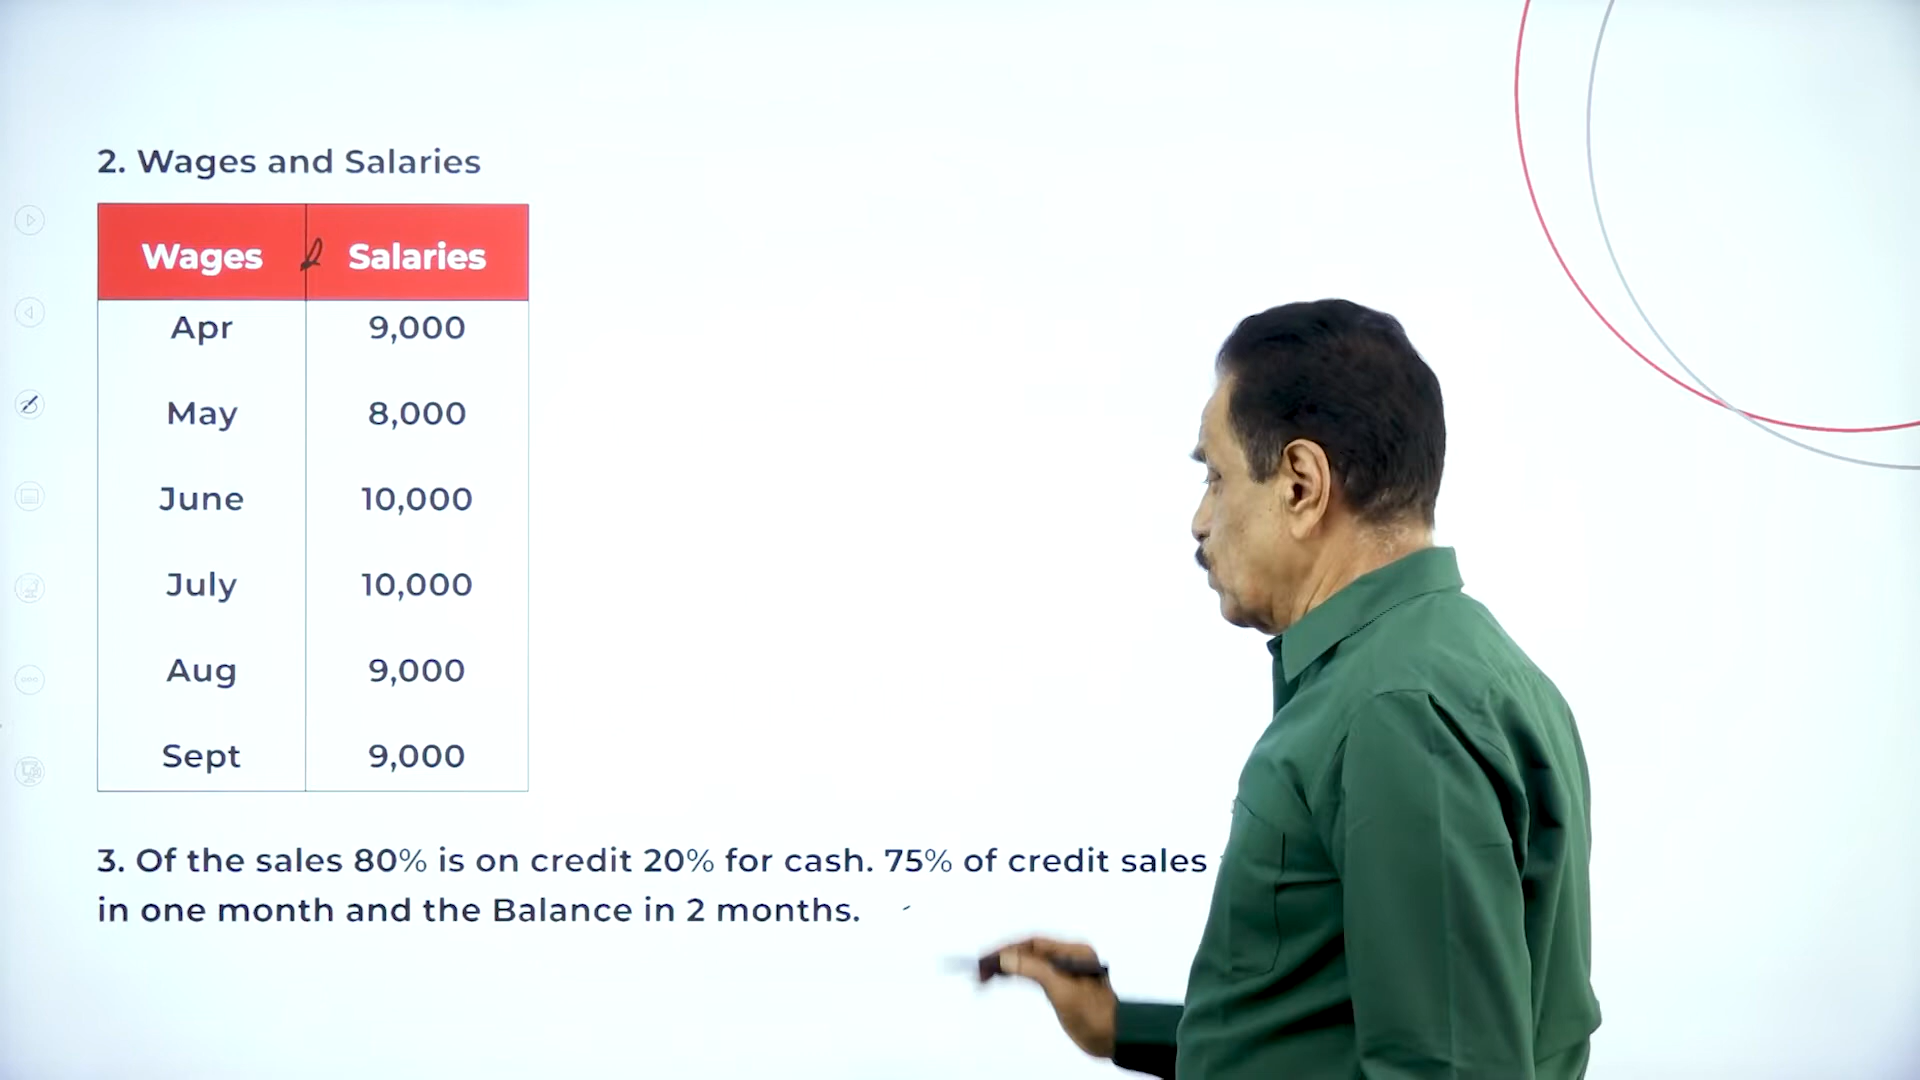 2. Wages and Salaries
Wages Salaries
Apr 9,000
May 8,000
June 10,000
July 10,000
Aug 9,000
Sept 9,000
3. Of the sales 80% is on credit 20% for cash. 75% of credit sales
in one month and the Balance in 2 months.